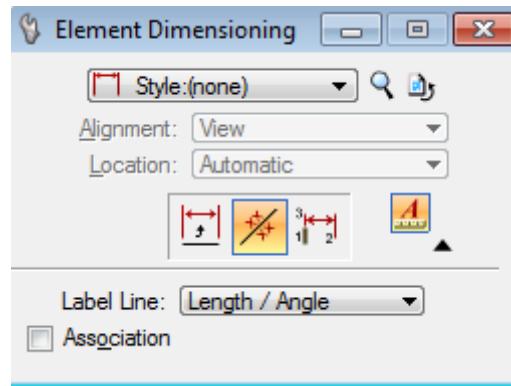 Element Dimensioning
Style:(none)
Alignment: View
Location: Automatic
3
1 2
A
Label Line: Length / Angle
Association